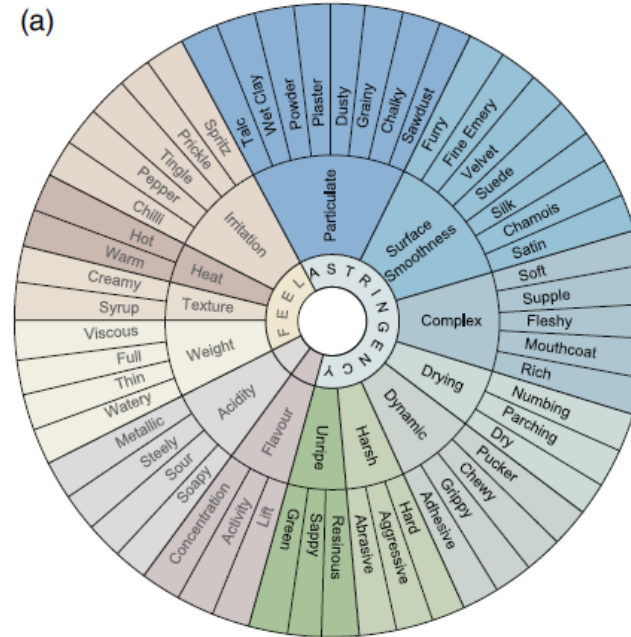 (a)
FEEL
ASTRINGENCY
Particulate
Talc
Wet Clay
Powder
Plaster
Dusty
Grainy
Chalky
Sawdust
Surface
Smoothness
Furry
Fine Emery
Velvet
Suede
Silk
Chamois
Satin
Complex
Soft
Supple
Fleshy
Mouthcoat
Rich
Drying
Numbing
Parching
Dry
Dynamic
Pucker
Chewy
Grippy
Adhesive
Harsh
Hard
Aggressive
Abrasive
Unripe
Resinous
Sappy
Green
Flavour
Lift
Activity
Concentration
Acidity
Soapy
Sour
Steely
Metallic
Weight
Watery
Thin
Full
Viscous
Texture
Syrup
Creamy
Heat
Warm
Hot
Irritation
Chilli
Pepper
Tingle
Prickle
Spritz